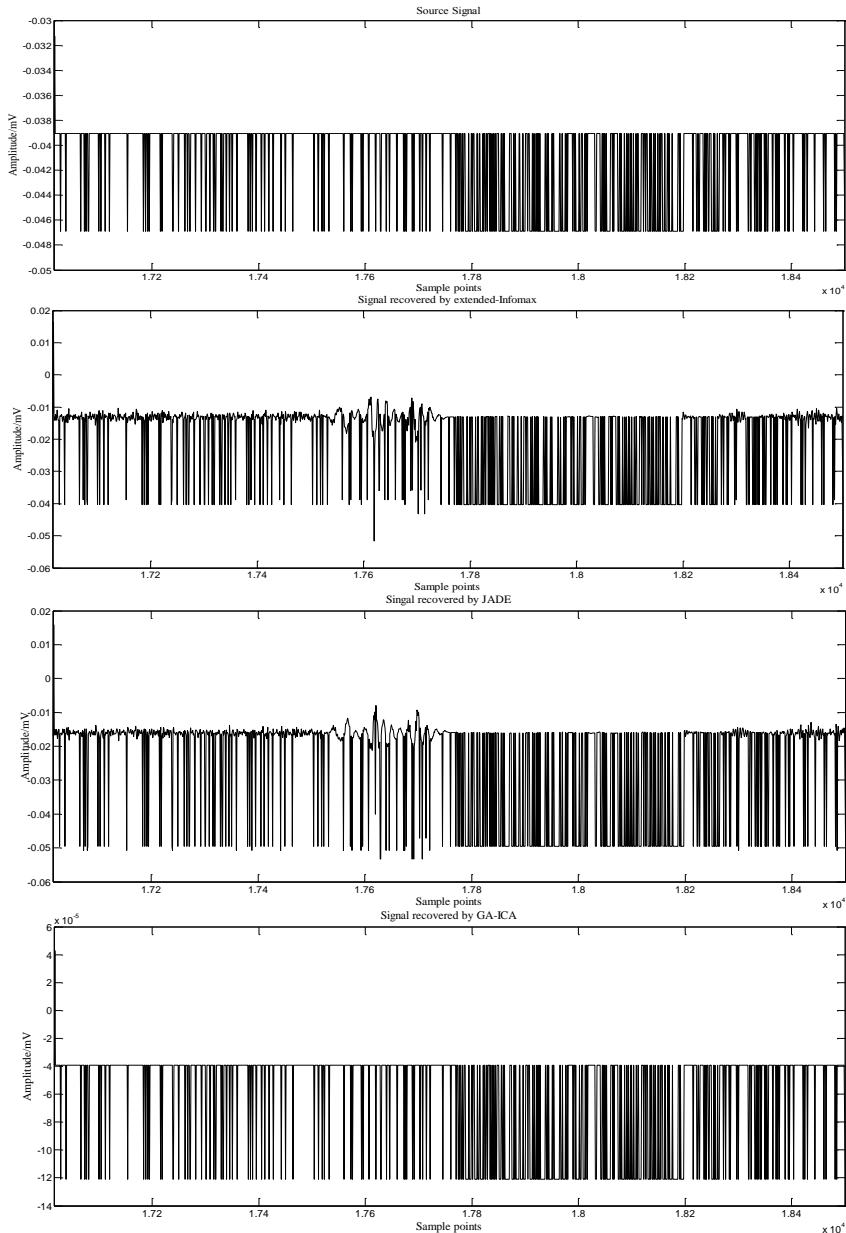 Source Signal
-0.03
-0.032
-0.034
-0.036
-0.038
-0.04
-0.042
-0.044
-0.046
-0.048
-0.05
Amplitude/mV
1.72 1.74 1.76 1.78 1.8 1.82 1.84
Sample points
x 10^4
Signal recovered by extended-Infomax
0.02
0.01
0
-0.01
-0.02
-0.03
-0.04
-0.05
-0.06
Amplitude/mV
1.72 1.74 1.76 1.78 1.8 1.82 1.84
Sample points
x 10^4
Singal recovered by JADE
0.02
0.01
0
-0.01
-0.02
-0.03
-0.04
-0.05
-0.06
Amplitude/mV
1.72 1.74 1.76 1.78 1.8 1.82 1.84
Sample points
x 10^4
Signal recovered by GA-ICA
x 10^-5
6
4
2
0
-2
-4
-6
-8
-10
-12
-14
Amplitude/mV
1.72 1.74 1.76 1.78 1.8 1.82 1.84
Sample points
x 10^4